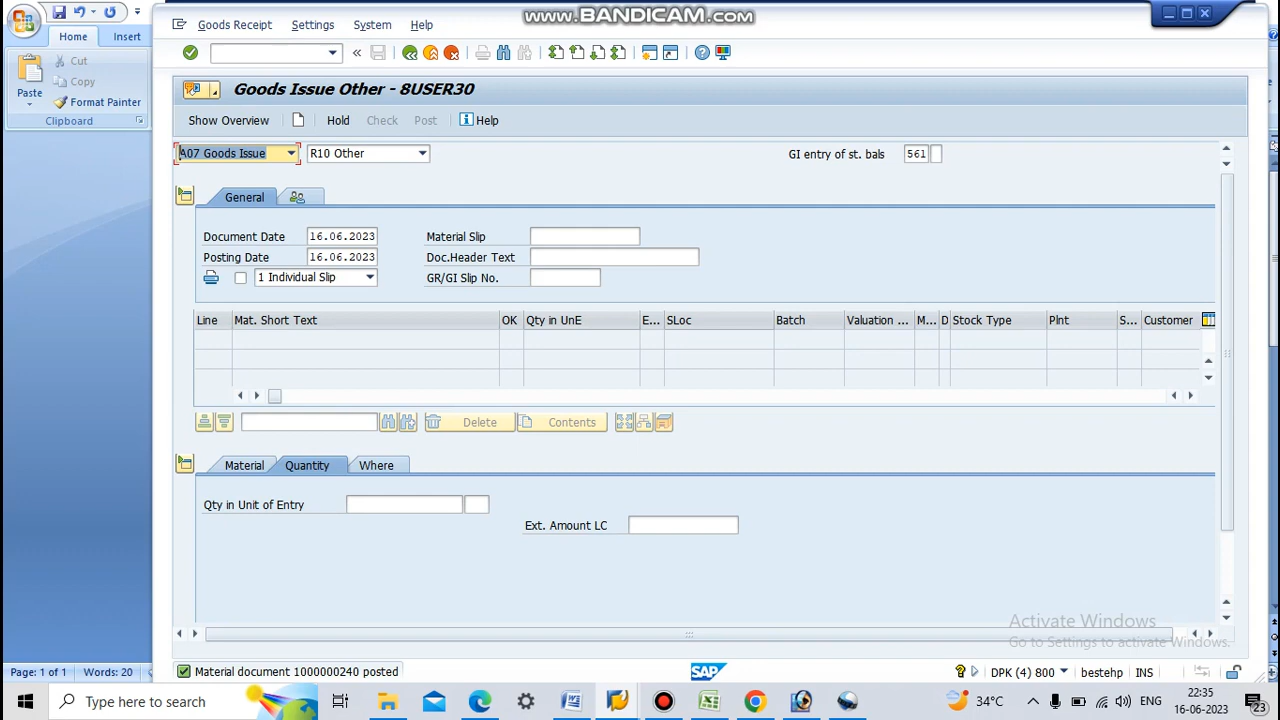 www.BANDICAM.com
Home Insert
Cut
Copy
Paste
Format Painter
Clipboard
Goods Receipt Settings System Help
Goods Issue Other - 8USER30
Show Overview Hold Check Post Help
A07 Goods Issue R10 Other GI entry of st. bals 561
General
Document Date 16.06.2023 Material Slip
Posting Date 16.06.2023 Doc.Header Text
1 Individual Slip GR/GI Slip No.
Line Mat. Short Text OK Qty in UnE E... SLoc Batch Valuation ... M... D Stock Type Plnt S... Customer
Delete Contents
Material Quantity Where
Qty in Unit of Entry
Ext. Amount LC
Activate Windows
Go to Settings to activate Windows.
Page: 1 of 1 Words: 20 Material document 1000000240 posted SAP DPK (4) 800 bestehp INS
Type here to search 34°C ENG 22:35
16-06-2023 23